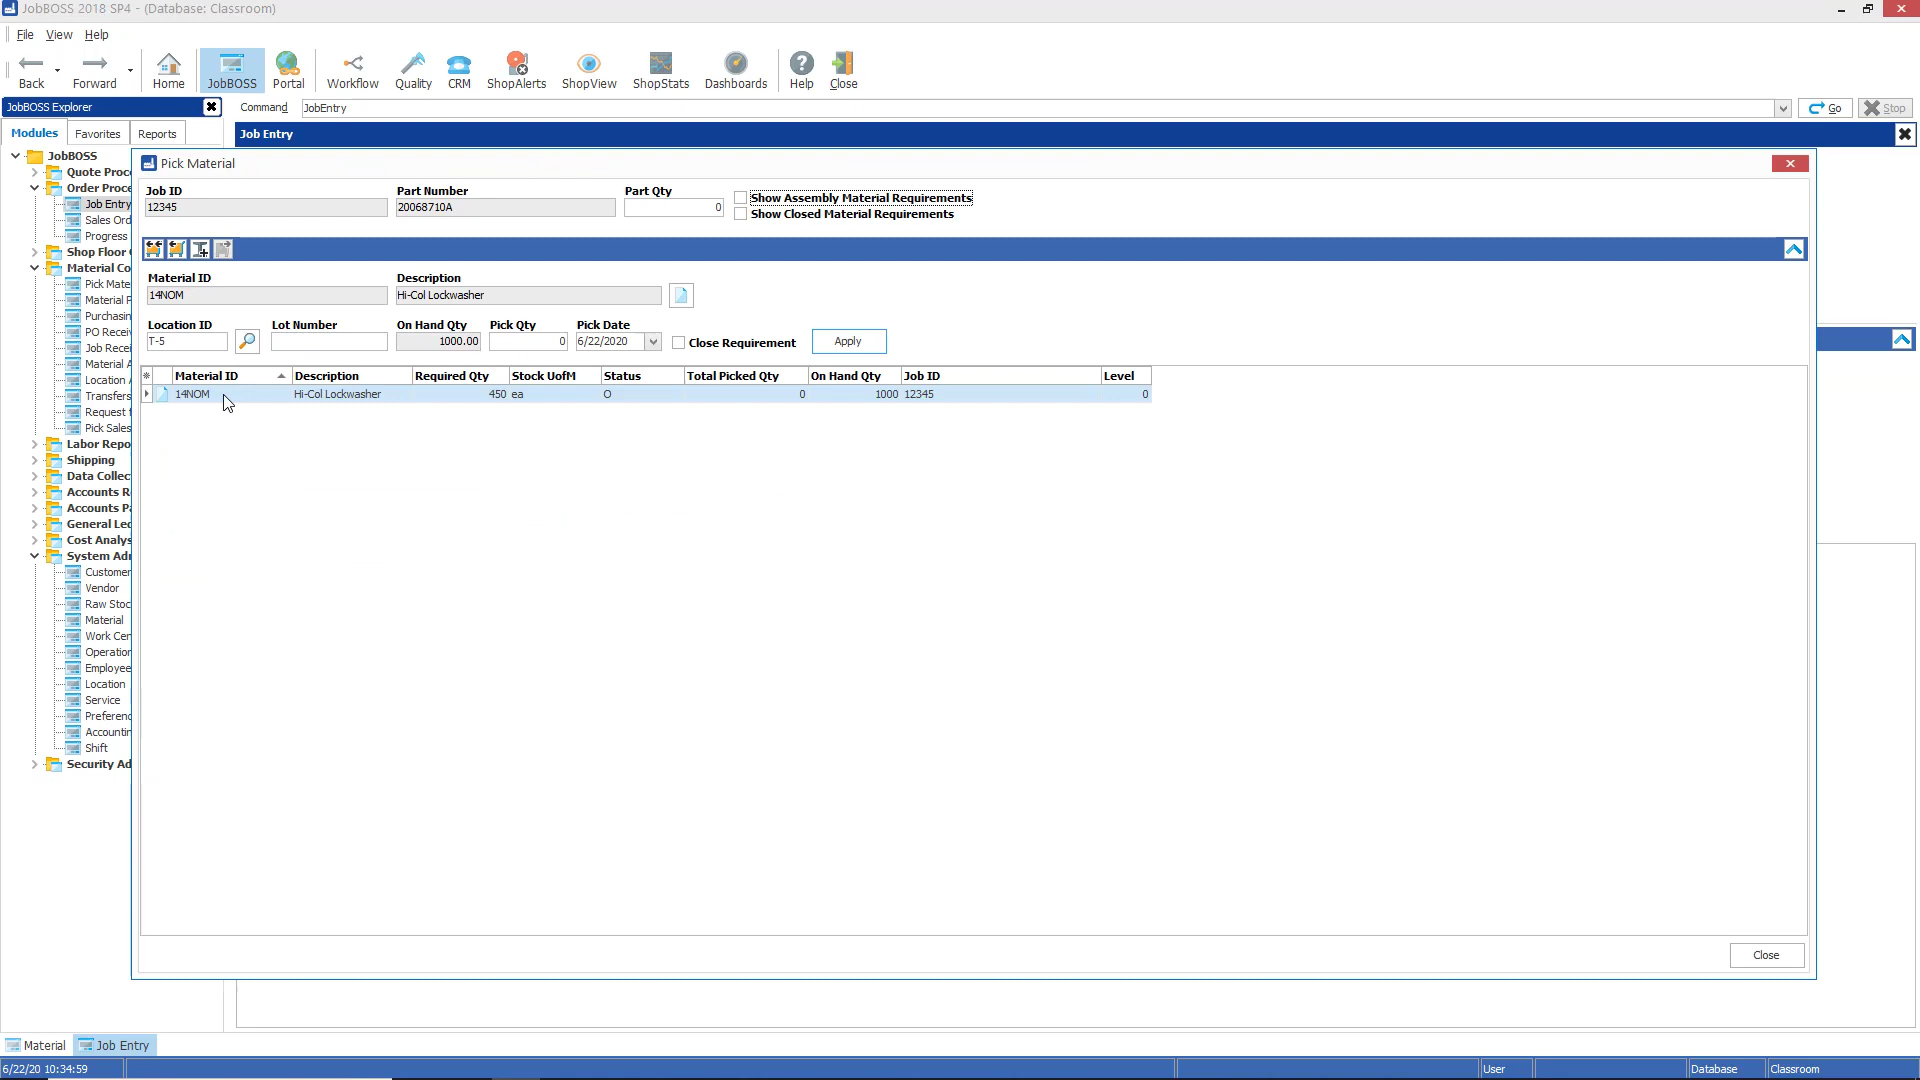 JobBOSS 2018 SP4 - (Database: Classroom)
File View Help
Back Forward Home JobBOSS Portal Workflow Quality CRM ShopAlerts ShopView ShopStats Dashboards Help Close
JobBOSS Explorer
Command JobEntry Go Stop
Modules Favorites Reports
Job Entry
JobBOSS
Quote Proc
Order Proce
Job Entry
Sales Ord
Progress
Shop Floor
Material Co
Pick Mate
Material P
Purchasin
PO Recei
Job Recei
Material A
Location A
Transfers
Request f
Pick Sales
Labor Repo
Shipping
Data Collec
Accounts R
Accounts Pa
General Led
Cost Analys
System Adr
Customer
Vendor
Raw Stoc
Material
Work Cer
Operation
Employee
Location
Service
Preferenc
Accountin
Shift
Security Ad
Pick Material
Job ID Part Number Part Qty
12345 20068710A 0
Show Assembly Material Requirements
Show Closed Material Requirements
Material ID Description
14NOM Hi-Col Lockwasher
Location ID Lot Number On Hand Qty Pick Qty Pick Date
T-5 1000.00 0 6/22/2020 Close Requirement Apply
Material ID Description Required Qty Stock UofM Status Total Picked Qty On Hand Qty Job ID Level
14NOM Hi-Col Lockwasher 450 ea O 0 1000 12345 0
Close
Material Job Entry
6/22/20 10:34:59 User Database Classroom